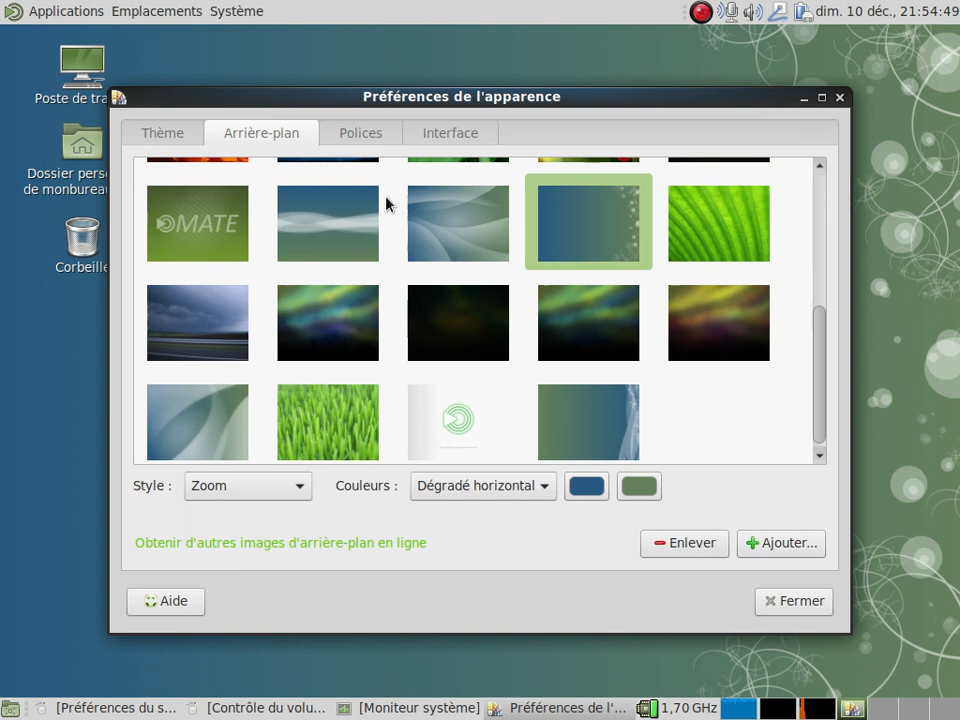 Applications Emplacements Système dim. 10 déc., 21:54:49
Poste de tra
Dossier pers
de monbureau
Corbeille
Préférences de l'apparence
Thème Arrière-plan Polices Interface
MATE
Style : Zoom Couleurs : Dégradé horizontal
Obtenir d'autres images d'arrière-plan en ligne Enlever Ajouter...
Aide Fermer
[Préférences du s... [Contrôle du volu... [Moniteur système] Préférences de l'... 1,70 GHz